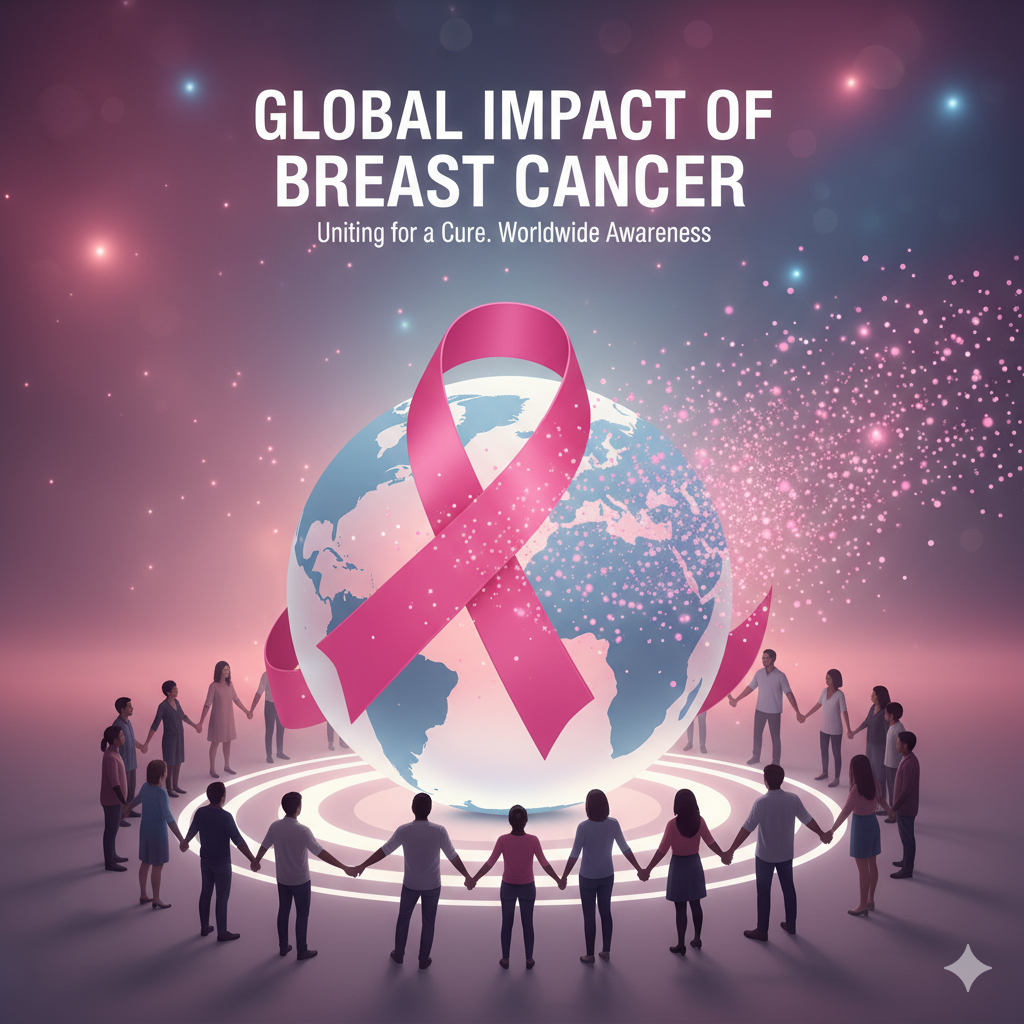 GLOBAL IMPACT OF
BREAST CANCER
Uniting for a Cure. Worldwide Awareness